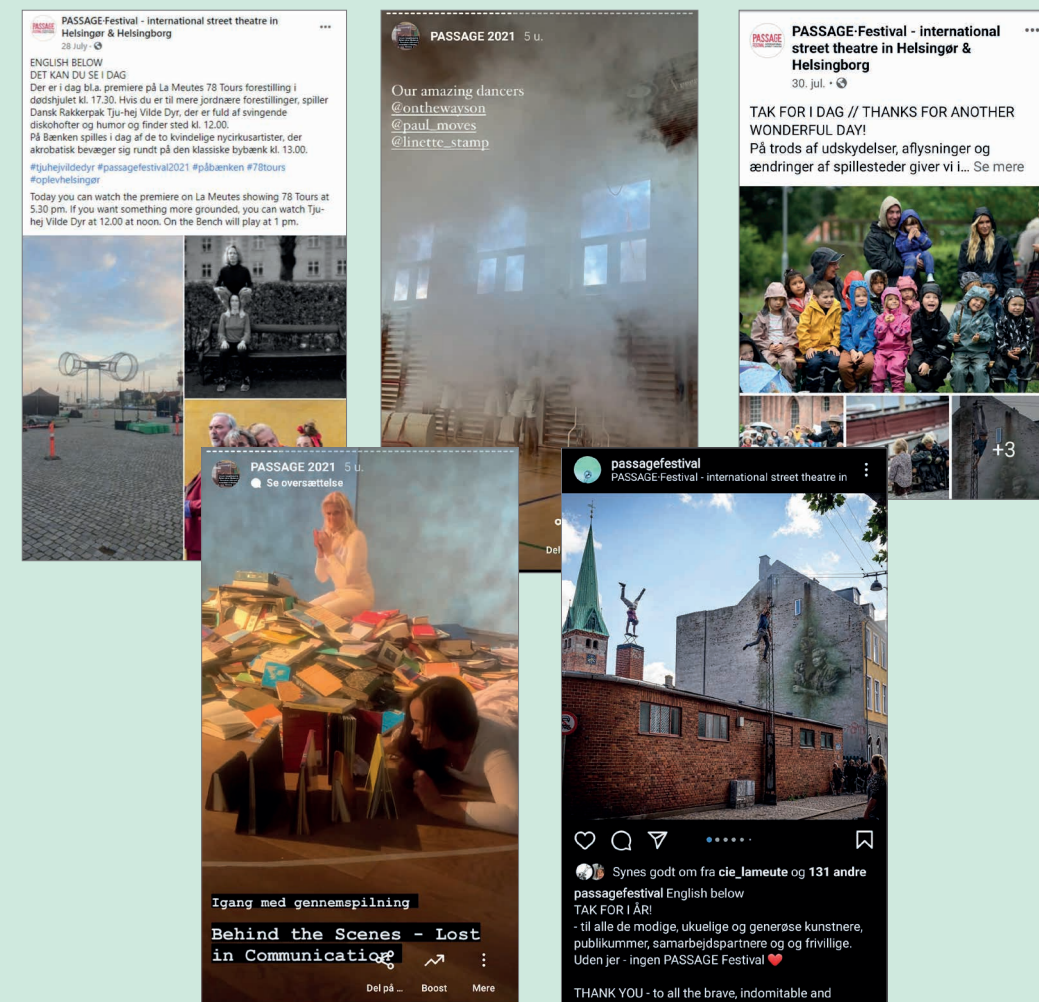 PASSAGE FESTIVAL
PASSAGE·Festival - international street theatre in
Helsingør & Helsingborg
28 July ·
ENGLISH BELOW
DET KAN DU SE I DAG
Der er i dag bl.a. premiere på La Meutes 78 Tours forestilling i
dødshjulet kl. 17.30. Hvis du er til mere jordnære forestillinger, spiller
Dansk Rakkerpak Tju-hej Vilde Dyr, der er fuld af svingende
diskohofter og humor og finder sted kl. 12.00.
På Bænken spilles i dag af de to kvindelige nycirkusartister, der
akrobatisk bevæger sig rundt på den klassiske bybænk kl. 13.00.
#tjuhejvildedyr #passagefestival2021 #påbænken #78tours
#oplevhelsingør
Today you can watch the premiere on La Meutes showing 78 Tours at
5.30 pm. If you want something more grounded, you can watch Tju-
hej Vilde Dyr at 12.00 at noon. On the Bench will play at 1 pm.
PASSAGE 2021 5 u.
Our amazing dancers
@onthewayson
@paul_moves
@linette_stamp
Del
PASSAGE FESTIVAL
PASSAGE·Festival - international
street theatre in Helsingør &
Helsingborg
30. jul. ·
TAK FOR I DAG // THANKS FOR ANOTHER
WONDERFUL DAY!
På trods af udskydelser, aflysninger og
ændringer af spillesteder giver vi i... Se mere
+3
PASSAGE 2021 5 u.
Se oversættelse
Igang med gennemspilning
Behind the Scenes - Lost
in Communication
Del på ... Boost Mere
passagefestival
PASSAGE·Festival - international street theatre in
Synes godt om fra cie_lameute og 131 andre
passagefestival English below
TAK FOR I ÅR!
- til alle de modige, ukuelige og generøse kunstnere,
publikummer, samarbejdspartnere og og frivillige.
Uden jer - ingen PASSAGE Festival ❤️
THANK YOU - to all the brave, indomitable and